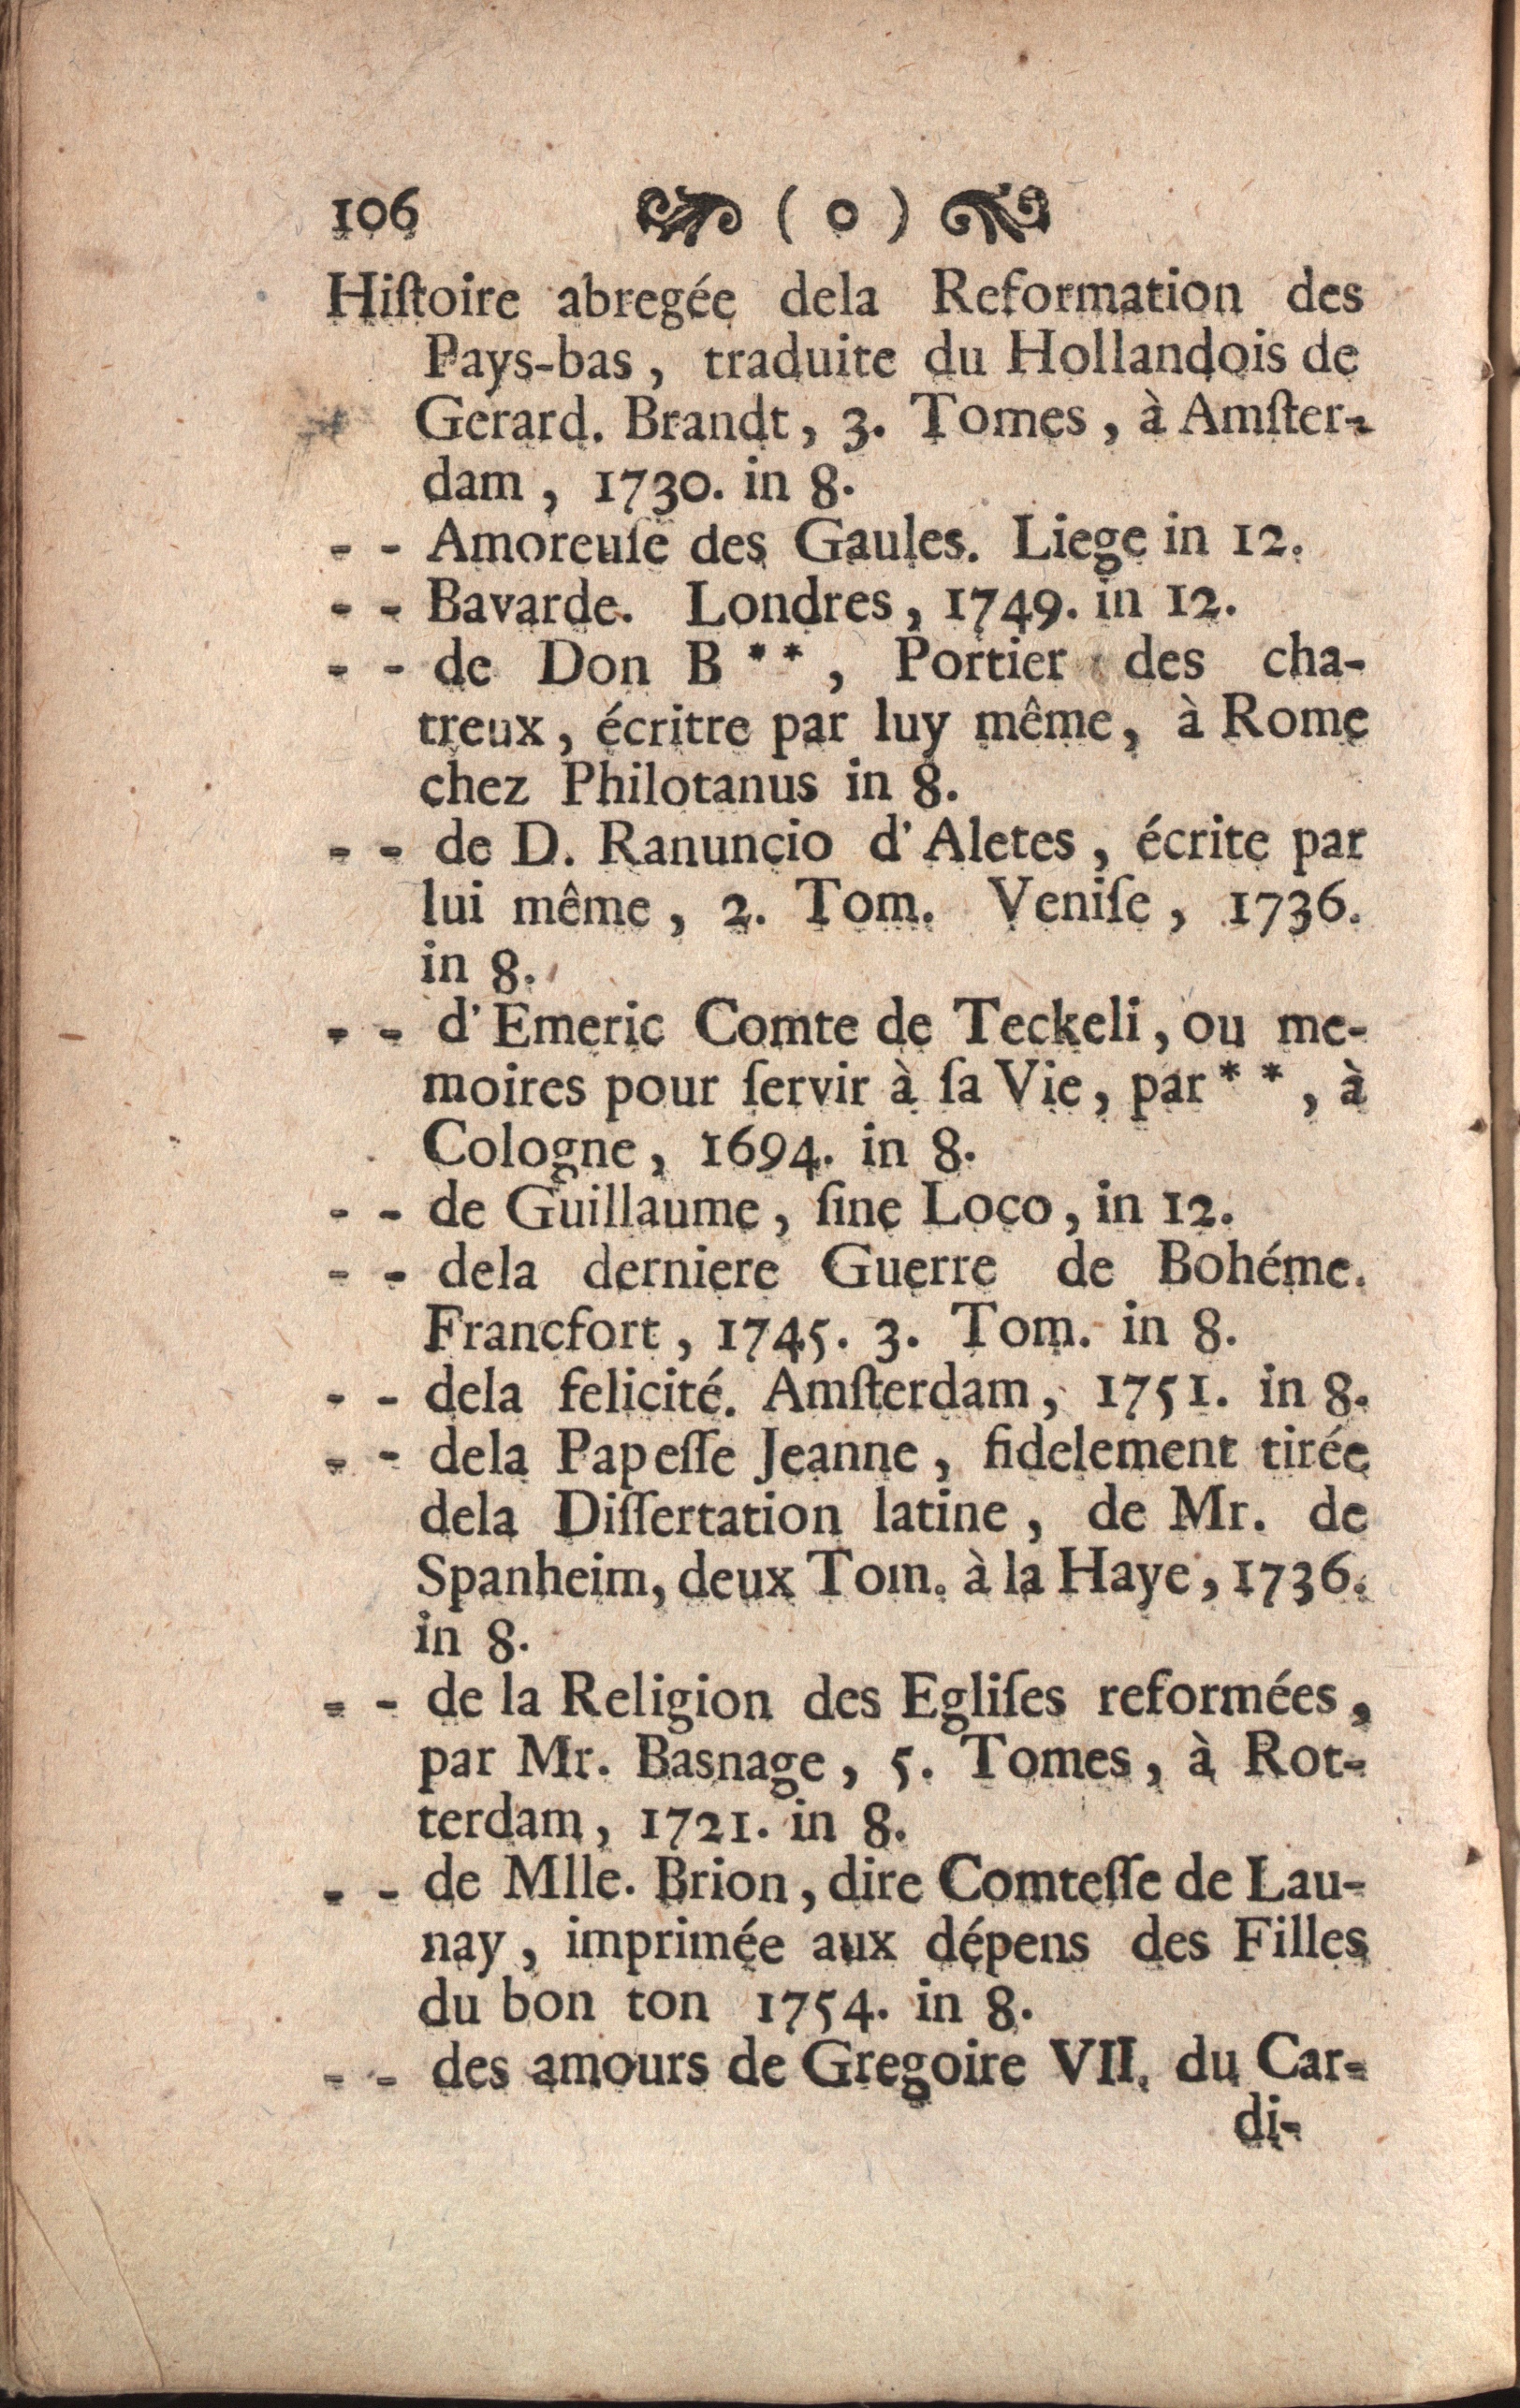 106 ( o )
Hiſtoire abregée dela Reformation des
Pays-bas, traduite du Hollandois de
Gerard. Brandt, 3. Tomes, à Amſter-
dam, 1730. in 8.
- - Amoreuſe des Gaules. Liege in 12.
- - Bavarde. Londres, 1749. in 12.
- - de Don B**, Portier des cha-
treux, écritre par luy même, à Rome
chez Philotanus in 8.
- - de D. Ranuncio d'Aletes, écrite par
lui même, 2. Tom. Veniſe, 1736.
in 8.
- - d'Emeric Comte de Teckeli, ou me-
moires pour ſervir à ſa Vie, par**, à
Cologne, 1694. in 8.
- - de Guillaume, ſine Loco, in 12.
- - dela derniere Guerre de Bohéme.
Francfort, 1745. 3. Tom. in 8.
- - dela felicité. Amſterdam, 1751. in 8.
- - dela Papeſſe Jeanne, fidelement tirée
dela Diſſertation latine, de Mr. de
Spanheim, deux Tom. à la Haye, 1736.
in 8.
- - de la Religion des Egliſes reformées,
par Mr. Basnage, 5. Tomes, à Rot-
terdam, 1721. in 8.
- - de Mlle. Brion, dire Comteſſe de Lau-
nay, imprimée aux dépens des Filles
du bon ton 1754. in 8.
- - des amours de Gregoire VII. du Car-
di-